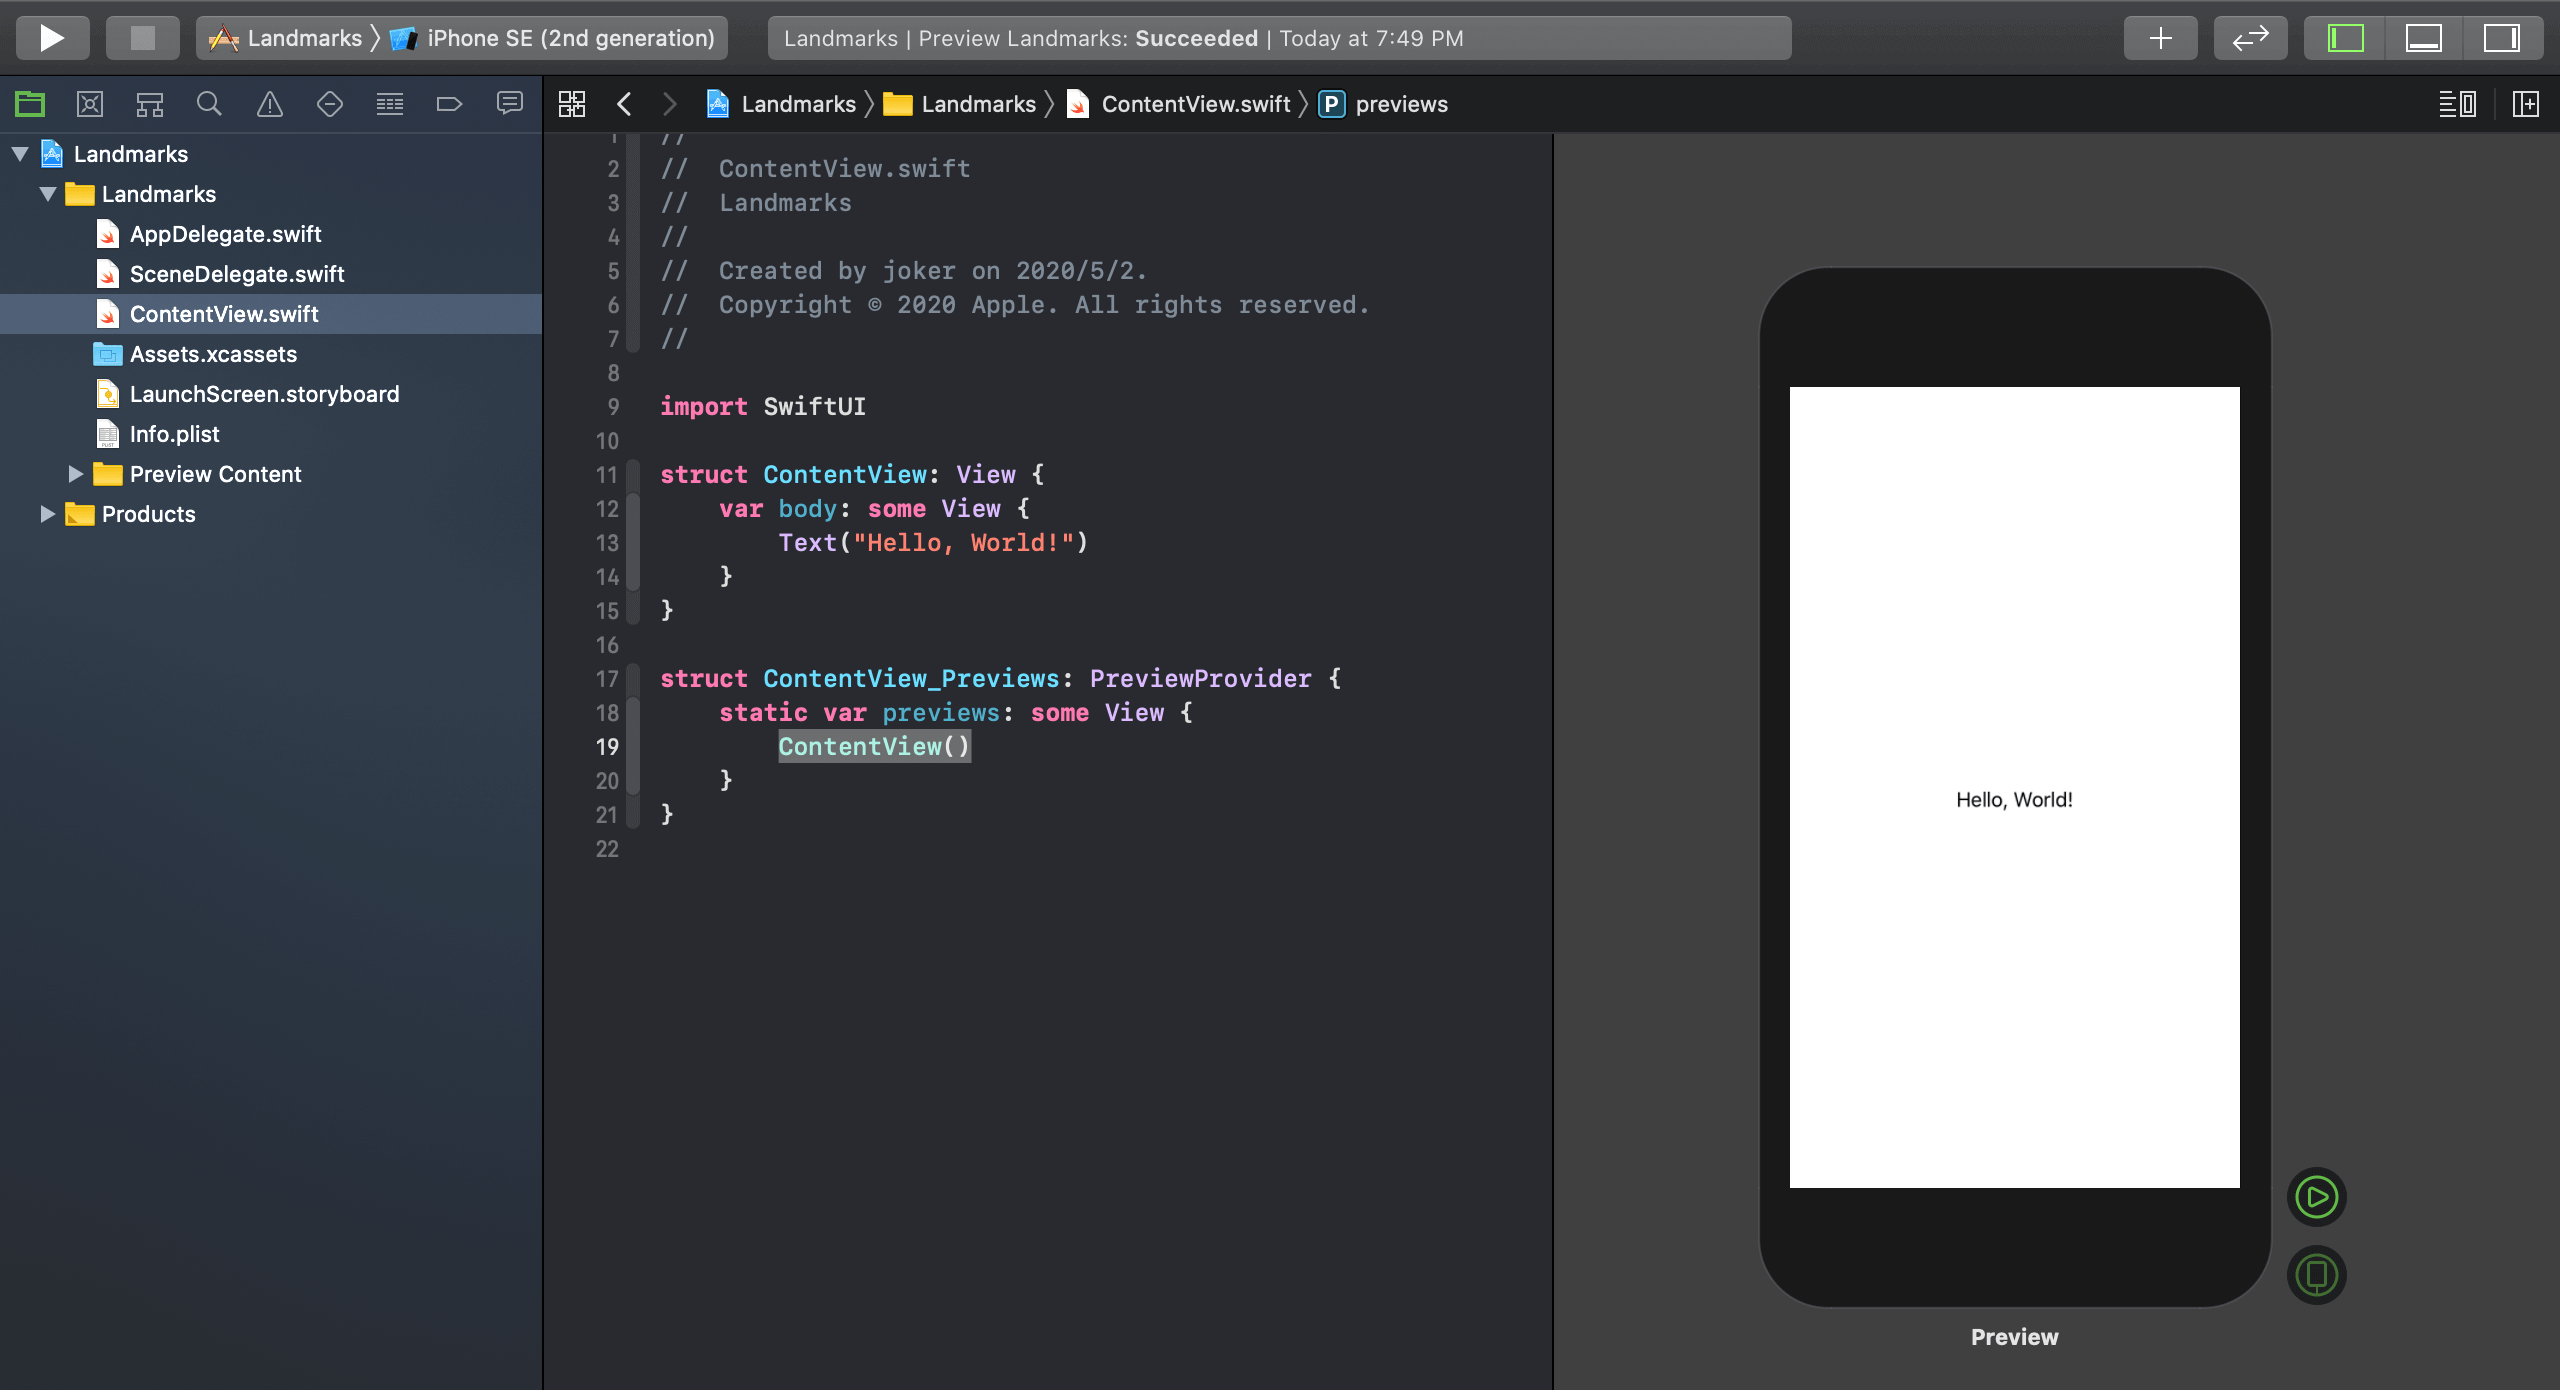 Landmarks
iPhone SE (2nd generation)
Landmarks | Preview Landmarks: Succeeded | Today at 7:49 PM
Landmarks
Landmarks
ContentView.swift
P previews
Landmarks
Landmarks
AppDelegate.swift
SceneDelegate.swift
ContentView.swift
Assets.xcassets
LaunchScreen.storyboard
Info.plist
Preview Content
Products
1 //
2 //  ContentView.swift
3 //  Landmarks
4 //
5 //  Created by joker on 2020/5/2.
6 //  Copyright © 2020 Apple. All rights reserved.
7 //
8
9 import SwiftUI
10
11 struct ContentView: View {
12     var body: some View {
13         Text("Hello, World!")
14     }
15 }
16
17 struct ContentView_Previews: PreviewProvider {
18     static var previews: some View {
19         ContentView()
20     }
21 }
22
Hello, World!
Preview